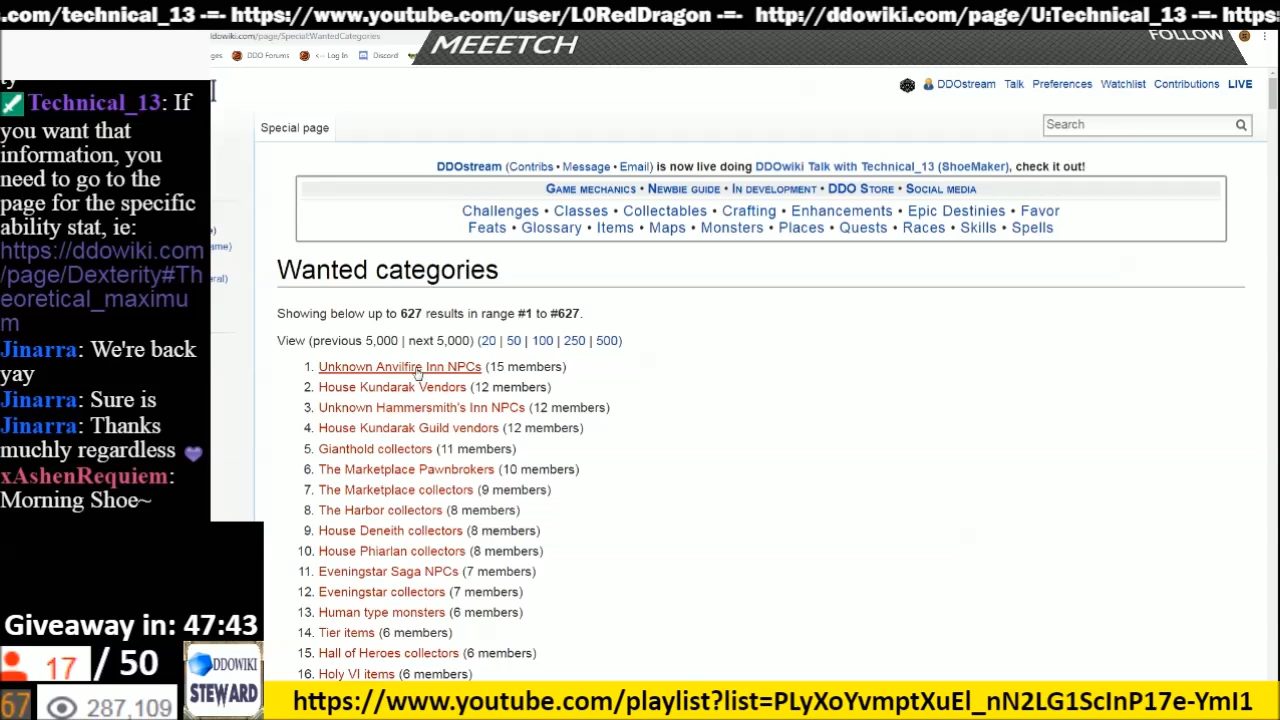 s.com/technical_13 -=- https://www.youtube.com/user/L0RedDragon -=- http://ddowiki.com/page/U:Technical_13 -=- https:
ddowiki.com/page/Special:WantedCategories
MEEETCH
FOLLOW
DDO Forums
<-- Log In
Discord
Technical_13: If
you want that
information, you
need to go to the
page for the specific
ability stat, ie:
https://ddowiki.com
/page/Dexterity#Th
eoretical_maximu
m
Jinarra: We're back
yay
Jinarra: Sure is
Jinarra: Thanks
muchly regardless
xAshenRequiem:
Morning Shoe~
Giveaway in: 47:43
17 / 50
67
287,109
DDOWIKI
STEWARD
DDOstream Talk Preferences Watchlist Contributions LIVE
Special page
Search
DDOstream (Contribs • Message • Email) is now live doing DDOwiki Talk with Technical_13 (ShoeMaker), check it out!
Game mechanics • Newbie guide • In development • DDO Store • Social media
Challenges • Classes • Collectables • Crafting • Enhancements • Epic Destinies • Favor
Feats • Glossary • Items • Maps • Monsters • Places • Quests • Races • Skills • Spells
Wanted categories
Showing below up to 627 results in range #1 to #627.
View (previous 5,000 | next 5,000) (20 | 50 | 100 | 250 | 500)
1. Unknown Anvilfire Inn NPCs (15 members)
2. House Kundarak Vendors (12 members)
3. Unknown Hammersmith's Inn NPCs (12 members)
4. House Kundarak Guild vendors (12 members)
5. Gianthold collectors (11 members)
6. The Marketplace Pawnbrokers (10 members)
7. The Marketplace collectors (9 members)
8. The Harbor collectors (8 members)
9. House Deneith collectors (8 members)
10. House Phiarlan collectors (8 members)
11. Eveningstar Saga NPCs (7 members)
12. Eveningstar collectors (7 members)
13. Human type monsters (6 members)
14. Tier items (6 members)
15. Hall of Heroes collectors (6 members)
16. Holy VI items (6 members)
https://www.youtube.com/playlist?list=PLyXoYvmptXuEl_nN2LG1ScInP17e-YmI1